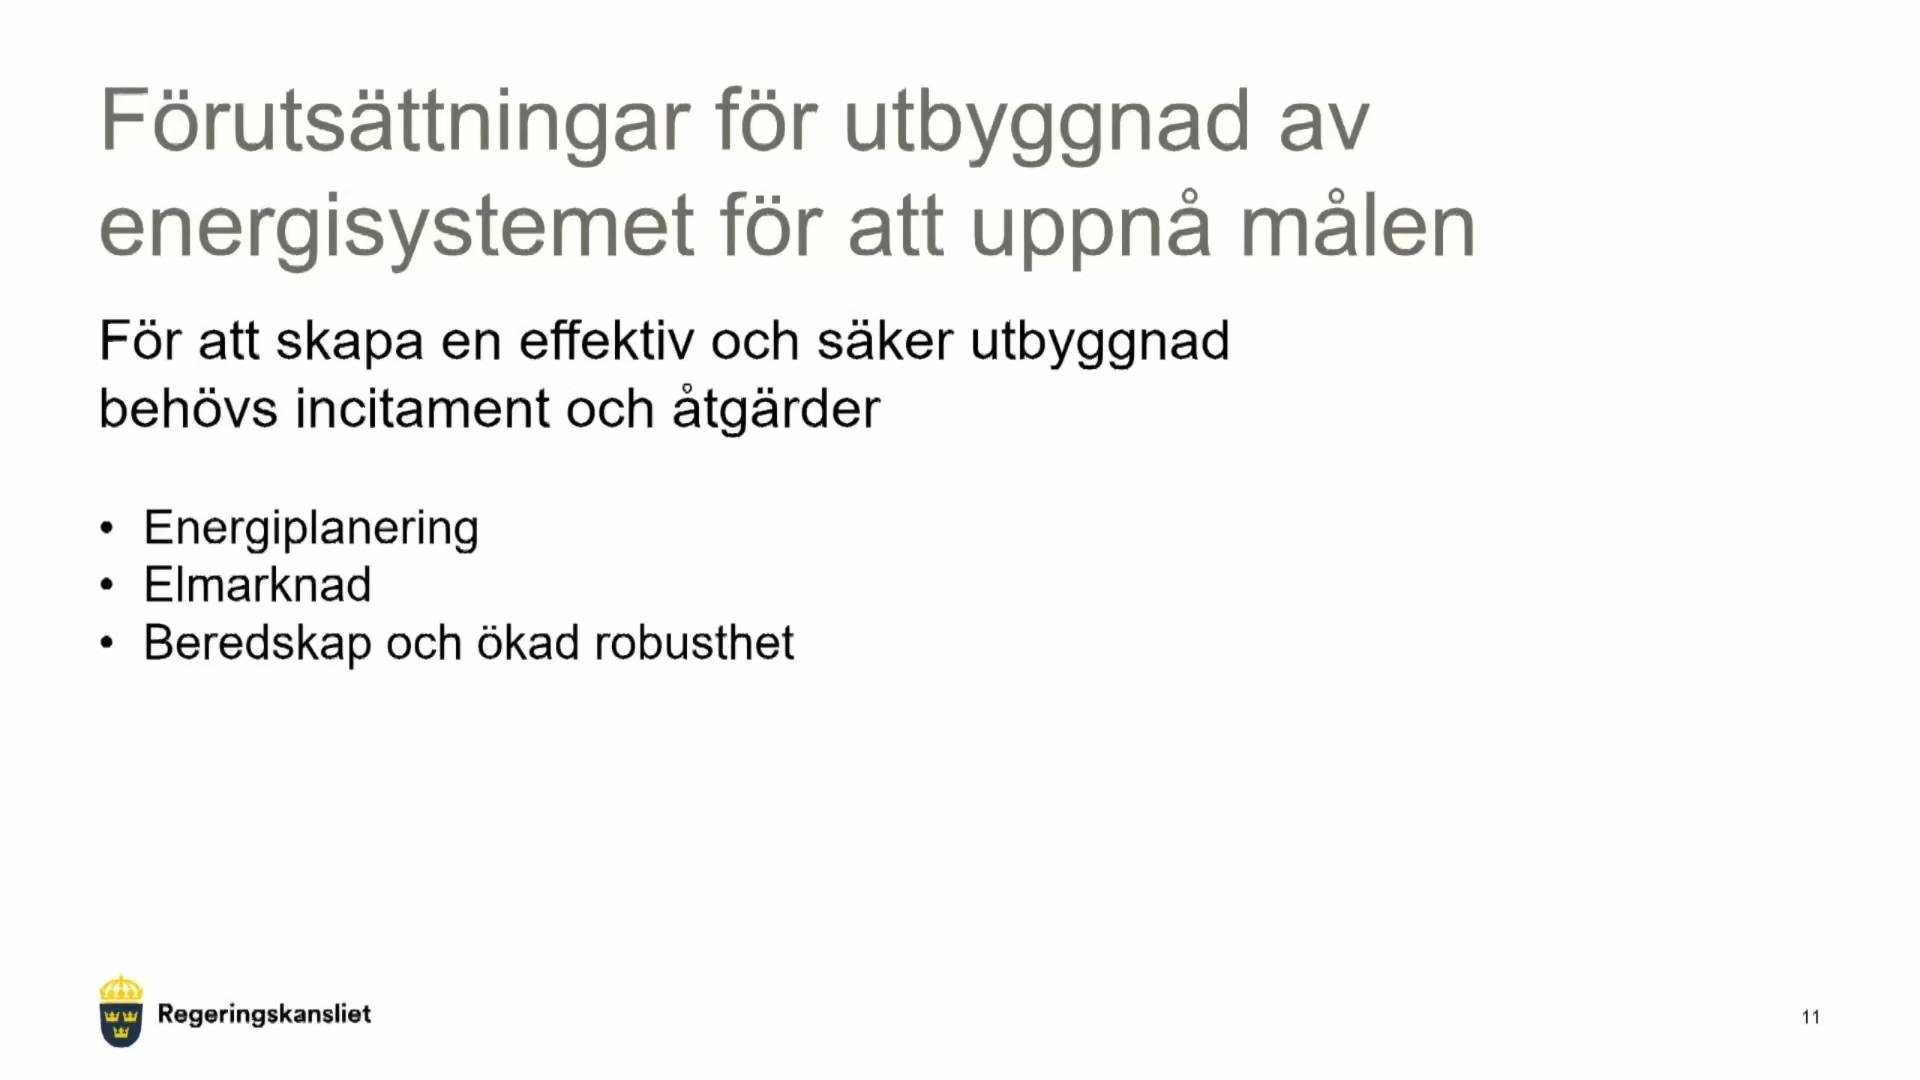 Förutsättningar för utbyggnad av
energisystemet för att uppnå målen
För att skapa en effektiv och säker utbyggnad
behövs incitament och åtgärder
• Energiplanering
• Elmarknad
• Beredskap och ökad robusthet
Regeringskansliet
11